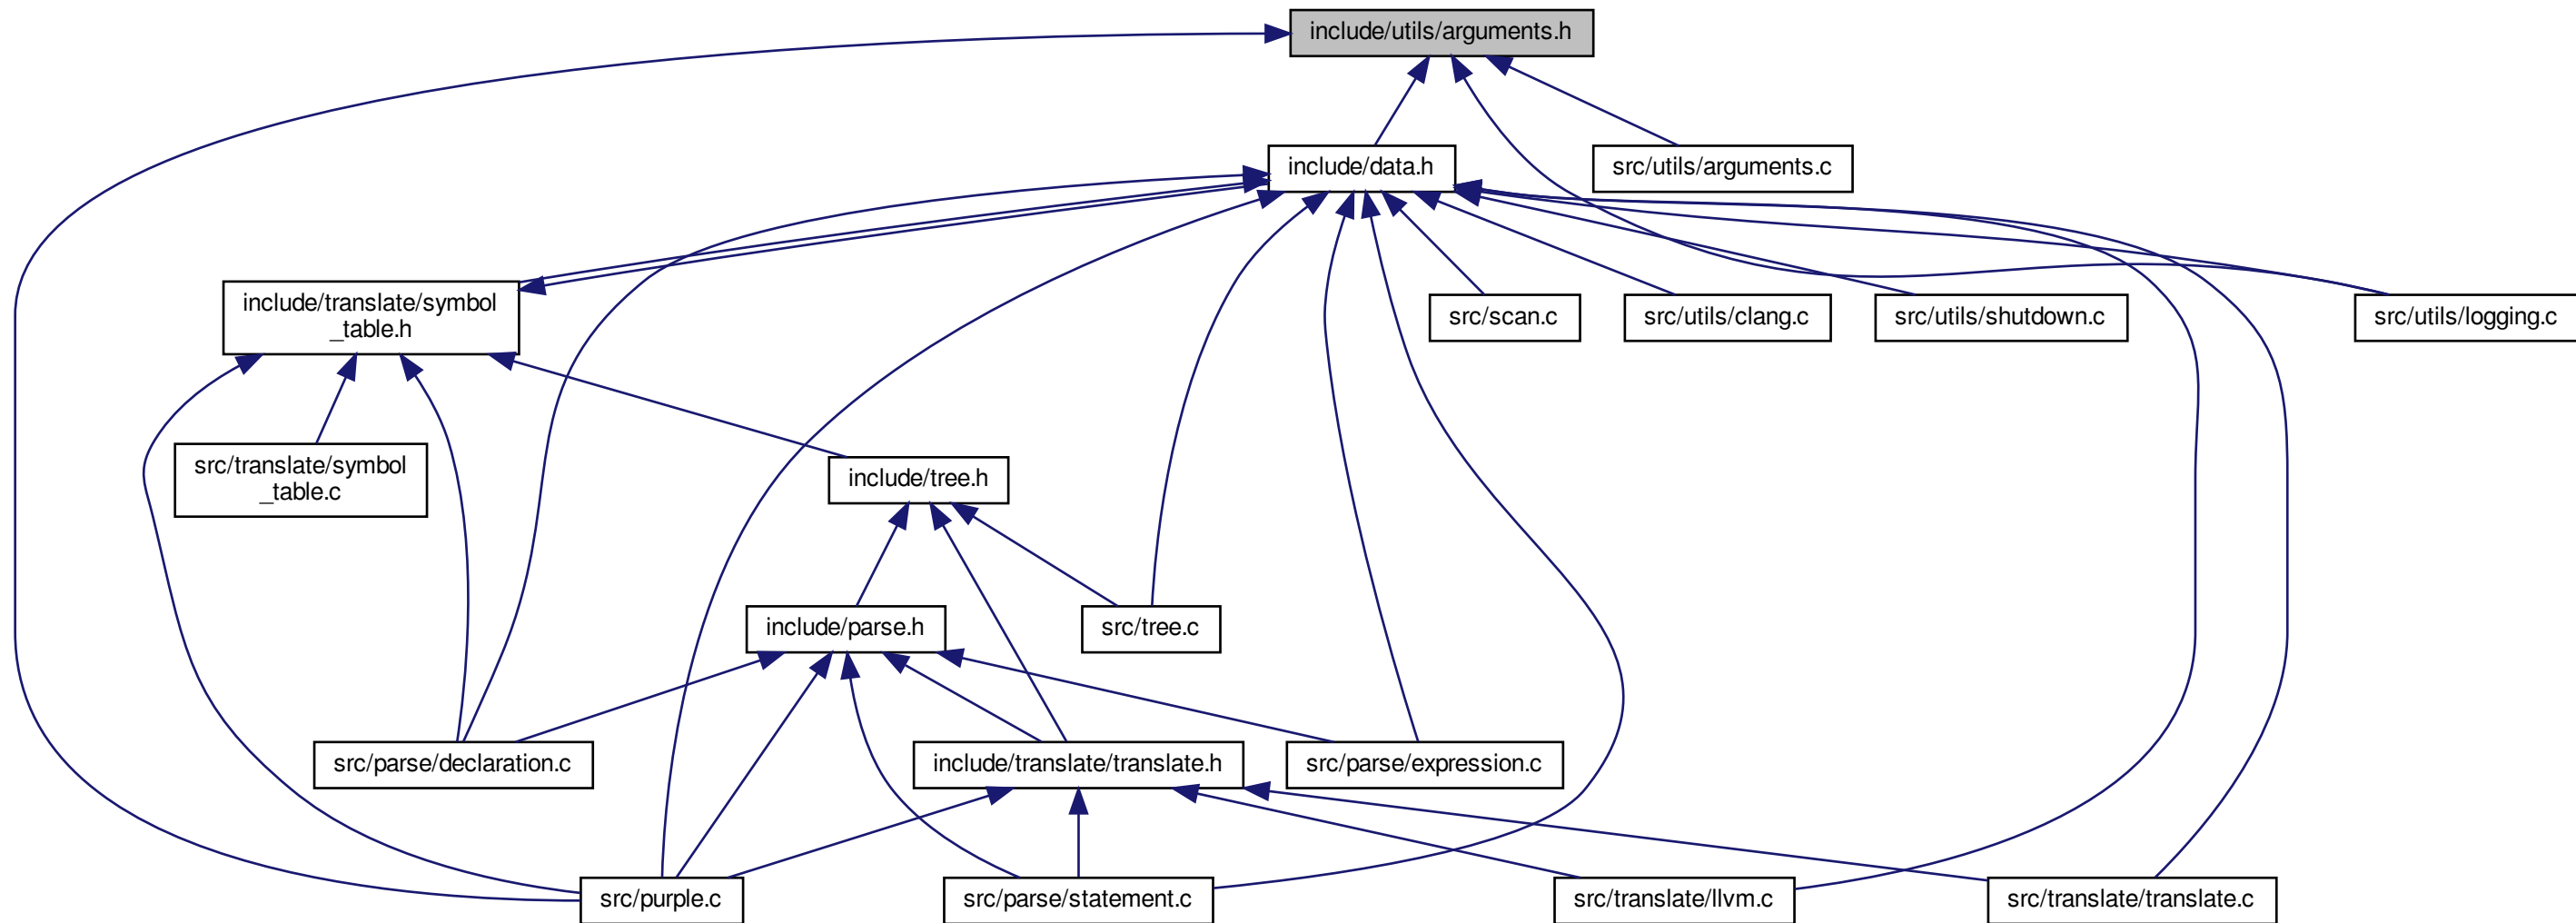 include/utils/arguments.h
include/data.h
src/utils/arguments.c
include/translate/symbol
_table.h
src/scan.c
src/utils/clang.c
src/utils/shutdown.c
src/utils/logging.c
src/translate/symbol
_table.c
include/tree.h
include/parse.h
src/tree.c
src/parse/declaration.c
include/translate/translate.h
src/parse/expression.c
src/purple.c
src/parse/statement.c
src/translate/llvm.c
src/translate/translate.c